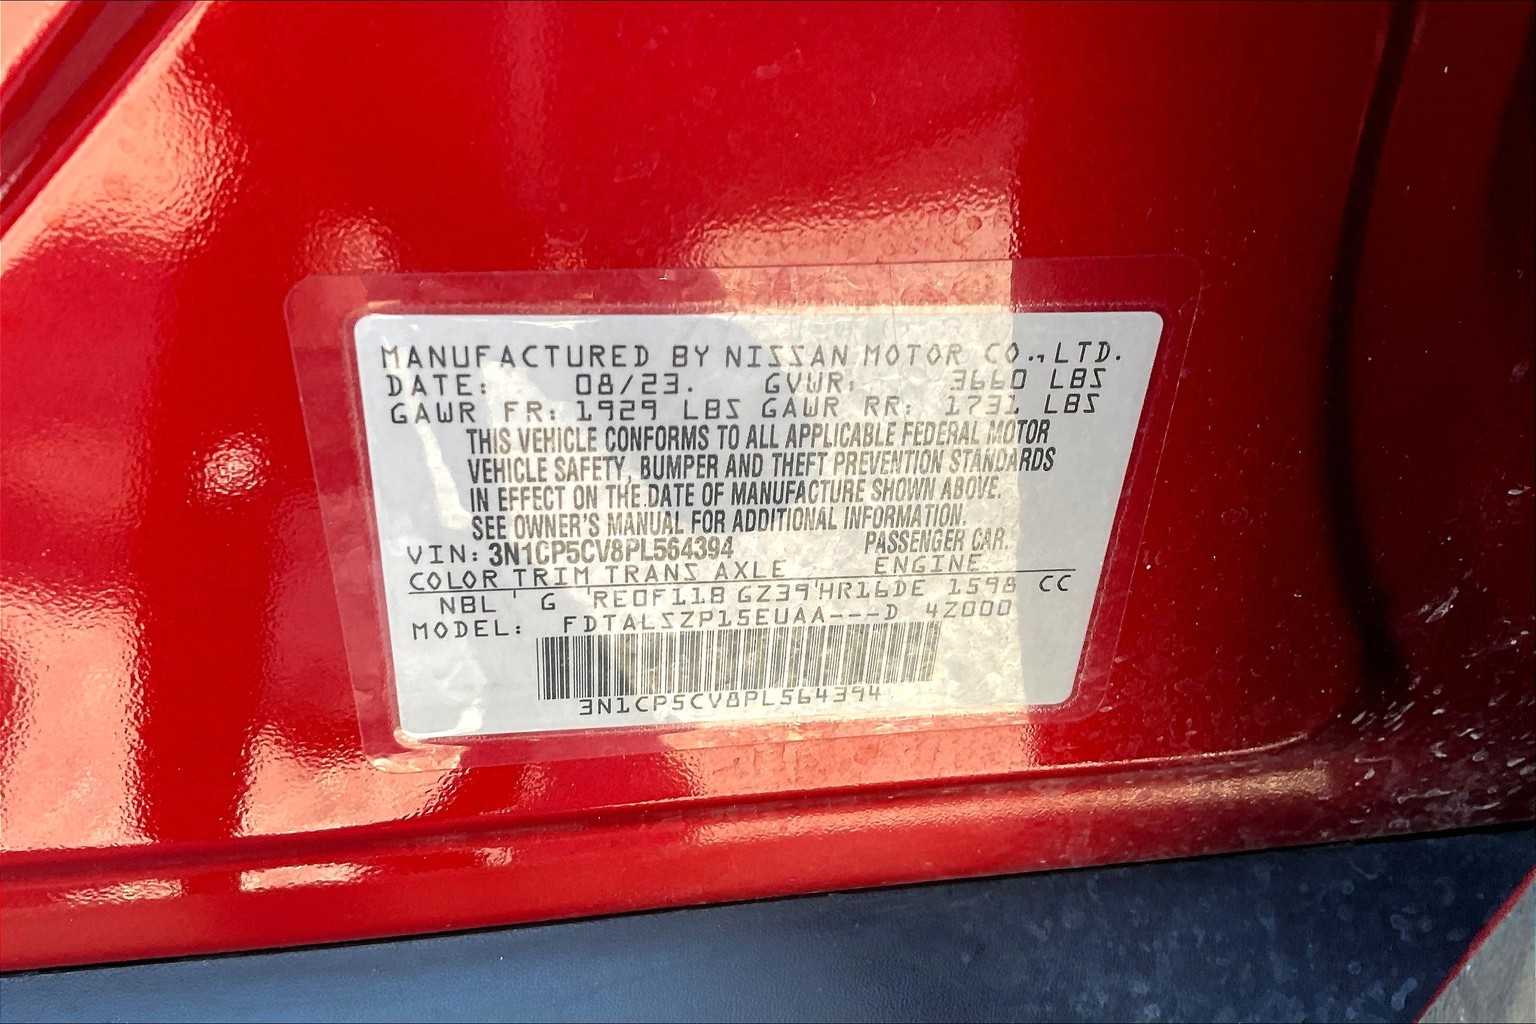 MANUFACTURED BY NISSAN MOTOR CO., LTD.
DATE: 08/23. GVWR: 3660 LBS
GAWR FR: 1929 LBS GAWR RR: 1731 LBS
THIS VEHICLE CONFORMS TO ALL APPLICABLE FEDERAL MOTOR
VEHICLE SAFETY, BUMPER AND THEFT PREVENTION STANDARDS
IN EFFECT ON THE DATE OF MANUFACTURE SHOWN ABOVE.
SEE OWNER'S MANUAL FOR ADDITIONAL INFORMATION.
VIN: 3N1CP5CV8PL564394 PASSENGER CAR.
COLOR TRIM TRANS AXLE ENGINE
NBL G RE0F11B GZ39 HR16DE 1598 CC
MODEL: FDTALSZP15EUAA---D 4Z000
3N1CP5CV8PL564394